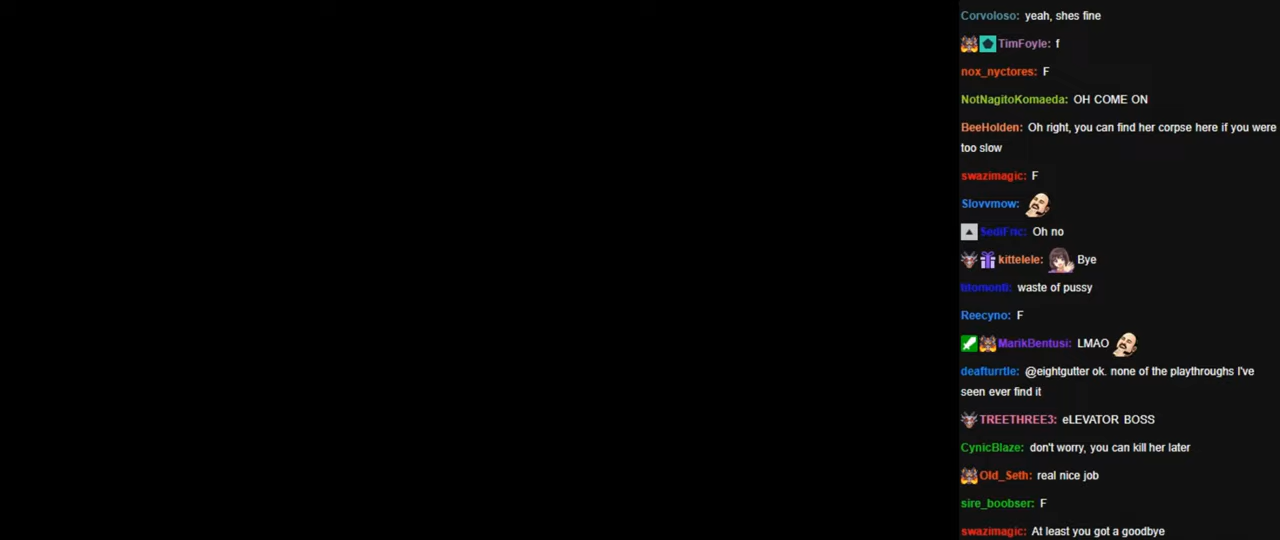 Corvoloso: yeah, shes fine
TimFoyle: f
nox_nyctores: F
NotNagitoKomaeda: OH COME ON
BeeHolden: Oh right, you can find her corpse here if you were
too slow
swazimagic: F
Slovvmow:
SediFric: Oh no
kittelele: Bye
waste of pussy
Reecyno: F
MarikBentusi: LMAO
deafturrtle: @eightgutter ok. none of the playthroughs I've
seen ever find it
TREETHREE3: eLEVATOR BOSS
CynicBlaze: don't worry, you can kill her later
Old_Seth: real nice job
sire_boobser: F
swazimagic: At least you got a goodbye